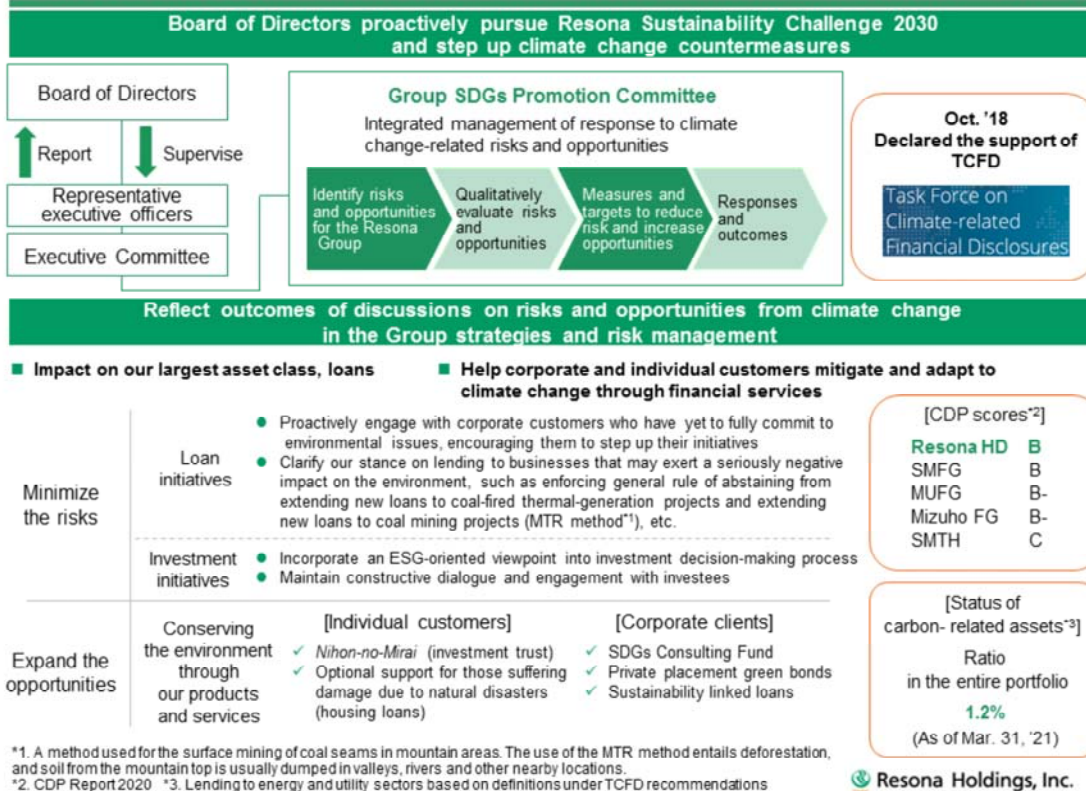 Board of Directors proactively pursue Resona Sustainability Challenge 2030
and step up climate change countermeasures
Board of Directors
Report
Supervise
Representative
executive officers
Executive Committee
Group SDGs Promotion Committee
Integrated management of response to climate
change-related risks and opportunities
Identify risks
and opportunities
for the Resona
Group
Qualitatively
evaluate risks
and
opportunities
Measures and
targets to reduce
risk and increase
opportunities
Responses
and
outcomes
Oct. '18
Declared the support of
TCFD
Task Force on
Climate-related
Financial Disclosures
Reflect outcomes of discussions on risks and opportunities from climate change
in the Group strategies and risk management
■ Impact on our largest asset class, loans
■ Help corporate and individual customers mitigate and adapt to
climate change through financial services
Minimize
the risks
Loan
initiatives
● Proactively engage with corporate customers who have yet to fully commit to
environmental issues, encouraging them to step up their initiatives
● Clarify our stance on lending to businesses that may exert a seriously negative
impact on the environment, such as enforcing general rule of abstaining from
extending new loans to coal-fired thermal-generation projects and extending
new loans to coal mining projects (MTR method*1), etc.
Investment
initiatives
● Incorporate an ESG-oriented viewpoint into investment decision-making process
● Maintain constructive dialogue and engagement with investees
Expand the
opportunities
Conserving
the environment
through
our products
and services
[Individual customers]
✓ Nihon-no-Mirai (investment trust)
✓ Optional support for those suffering
damage due to natural disasters
(housing loans)
[Corporate clients]
✓ SDGs Consulting Fund
✓ Private placement green bonds
✓ Sustainability linked loans
[CDP scores*2]
Resona HD B
SMFG B
MUFG B-
Mizuho FG B-
SMTH C
[Status of
carbon- related assets*3]
Ratio
in the entire portfolio
1.2%
(As of Mar. 31, '21)
*1. A method used for the surface mining of coal seams in mountain areas. The use of the MTR method entails deforestation,
and soil from the mountain top is usually dumped in valleys, rivers and other nearby locations.
*2. CDP Report 2020 *3. Lending to energy and utility sectors based on definitions under TCFD recommendations
Resona Holdings, Inc.